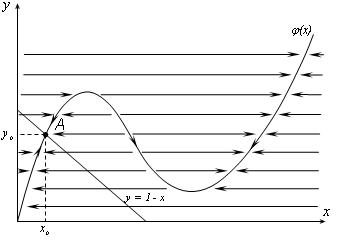 y
φ(x)
A
y₀
y = 1 - x
x
x₀